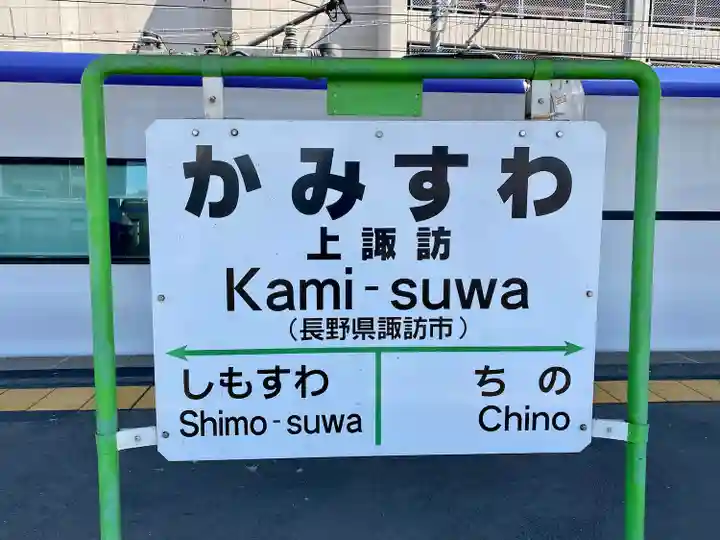 かみすわ
上諏訪
Kami-suwa
(長野県諏訪市)
しもすわ ちの
Shimo-suwa Chino